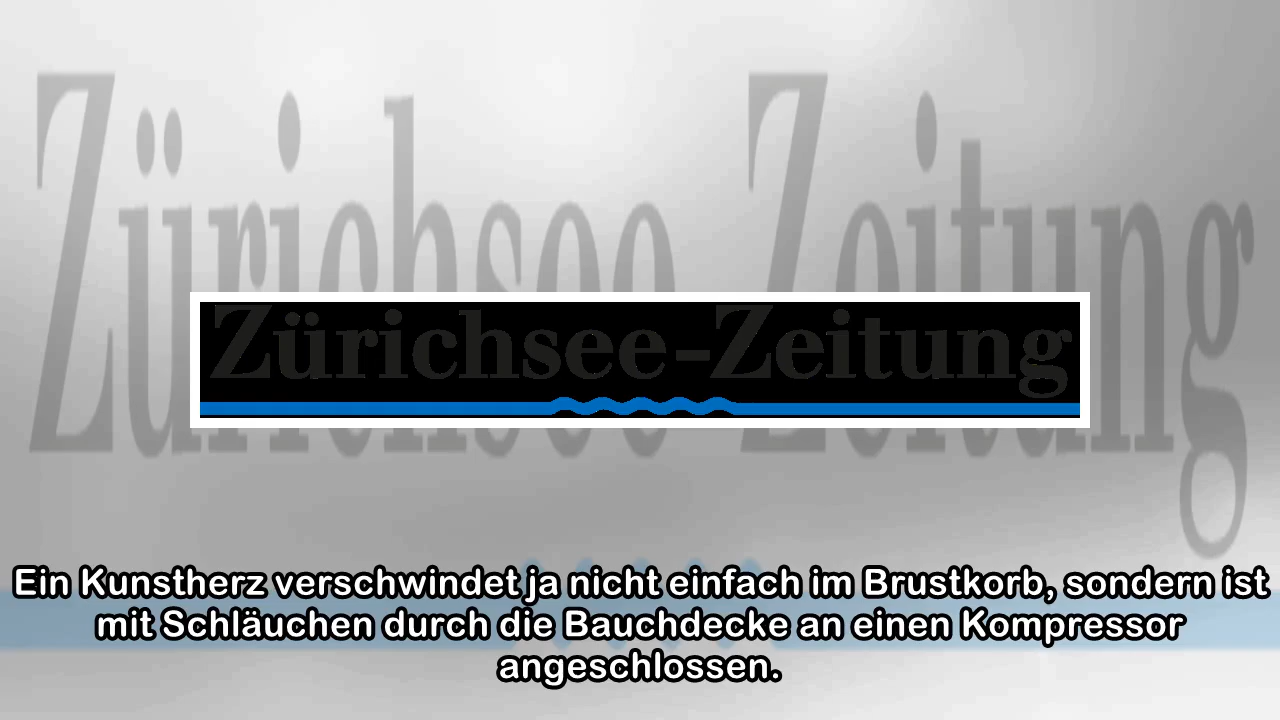 Zürichsee-Zeitung
Zürichsee-Zeitung
Ein Kunstherz verschwindet ja nicht einfach im Brustkorb, sondern ist
mit Schläuchen durch die Bauchdecke an einen Kompressor
angeschlossen.